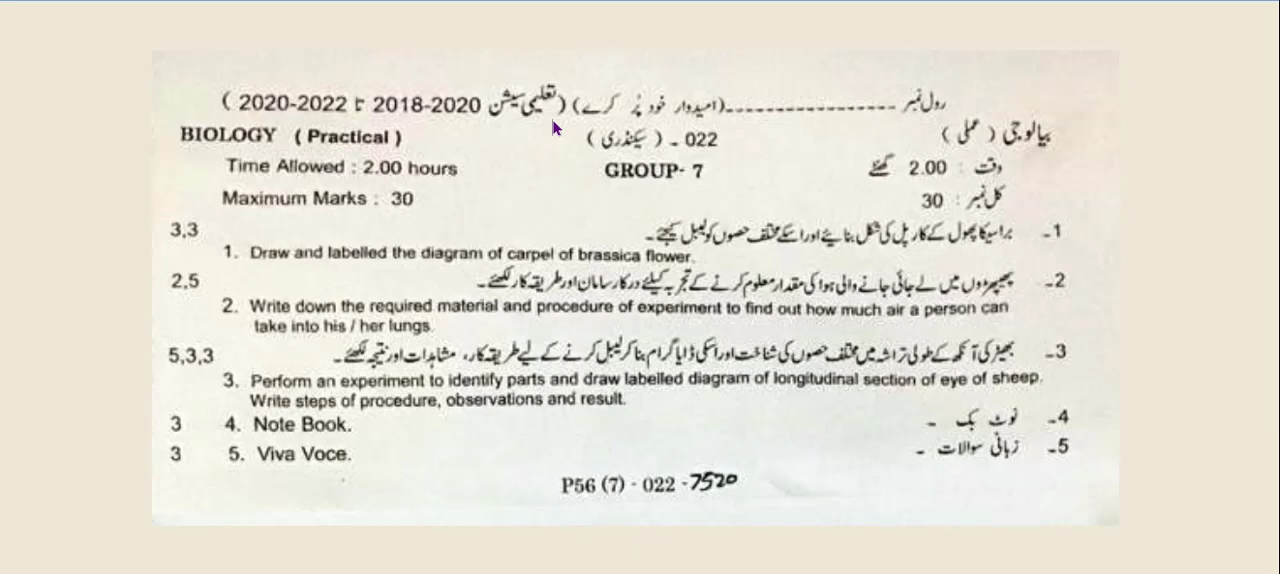 رول نمبر ----------------- (امیدوار خود پُر کرے) (تعلیمی سیشن 2018-2020 تا 2020-2022 )
BIOLOGY ( Practical ) 022 - ( سیکنڈری ) بیالوجی ( عملی )
Time Allowed : 2.00 hours GROUP- 7 وقت : 2.00 گھنٹے
Maximum Marks : 30 کل نمبر : 30
3,3 1- براسیکا پھول کے کارپل کی شکل بنائیے اور اسکے مختلف حصوں کو لیبل کیجئے۔
1. Draw and labelled the diagram of carpel of brassica flower.
2,5 2- پھیپھڑوں میں لے جائی جانے والی ہوا کی مقدار معلوم کرنے کے تجربہ کیلئے درکار سامان اور طریقہ کار لکھئے۔
2. Write down the required material and procedure of experiment to find out how much air a person can
take into his / her lungs.
5,3,3 3- بھیڑ کی آنکھ کے طولی تراشہ میں مختلف حصوں کی شناخت اور اسکی ڈایاگرام بنا کر لیبل کرنے کے لیے طریقہ کار، مشاہدات اور نتیجہ لکھئے۔
3. Perform an experiment to identify parts and draw labelled diagram of longitudinal section of eye of sheep.
Write steps of procedure, observations and result.
3 4. Note Book. 4- نوٹ بک -
3 5. Viva Voce. 5- زبانی سوالات -
P56 (7) - 022 - 7520